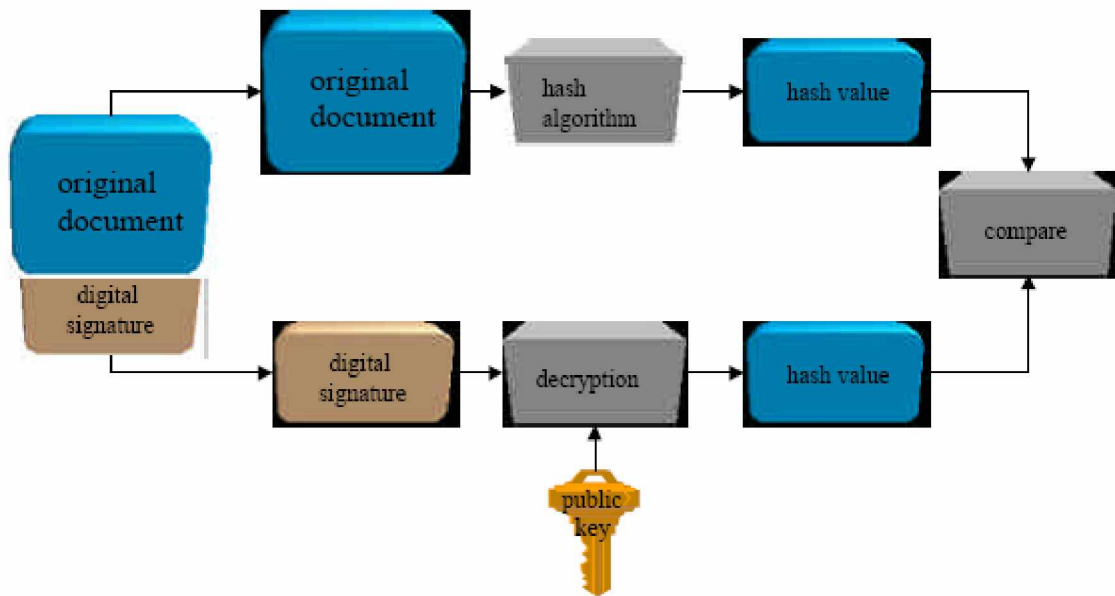 original
document
digital
signature
original
document
hash
algorithm
hash value
compare
digital
signature
decryption
hash value
public
key